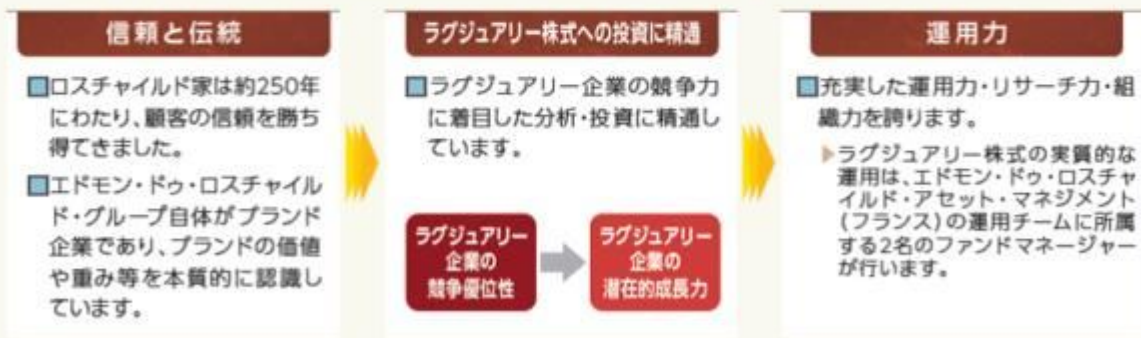 信頼と伝統
■ロスチャイルド家は約250年
にわたり、顧客の信頼を勝ち
得てきました。
■エドモン・ドゥ・ロスチャイル
ド・グループ自体がブランド
企業であり、ブランドの価値
や重み等を本質的に認識し
ています。
ラグジュアリー株式への投資に精通
■ラグジュアリー企業の競争力
に着目した分析・投資に精通し
ています。
ラグジュアリー
企業の
競争優位性
ラグジュアリー
企業の
潜在的成長力
運用力
■充実した運用力・リサーチ力・組
織力を誇ります。
▶ラグジュアリー株式の実質的な
運用は、エドモン・ドゥ・ロスチャ
イルド・アセット・マネジメント
(フランス)の運用チームに所属
する2名のファンドマネージャー
が行います。